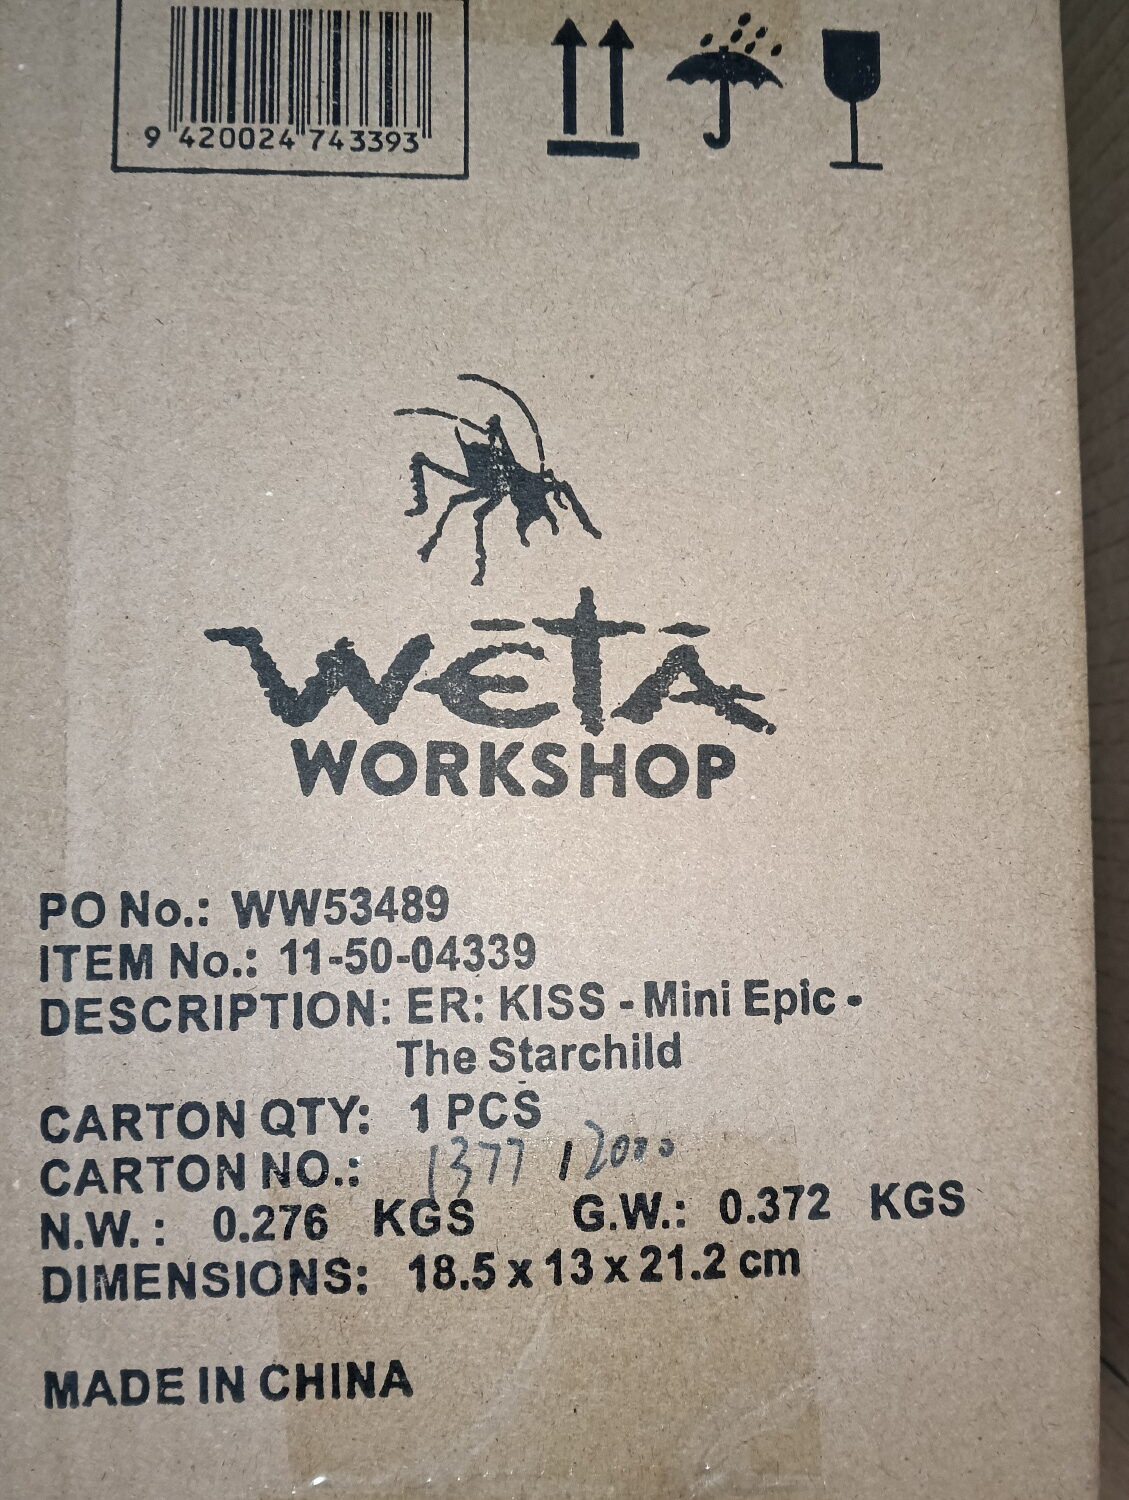 9 420024 743393
WĒTĀ
WORKSHOP
PO No.: WW53489
ITEM No.: 11-50-04339
DESCRIPTION: ER: KISS - Mini Epic -
The Starchild
CARTON QTY: 1 PCS
CARTON NO.: 1377 / 2000
N.W. : 0.276 KGS G.W.: 0.372 KGS
DIMENSIONS: 18.5 x 13 x 21.2 cm
MADE IN CHINA